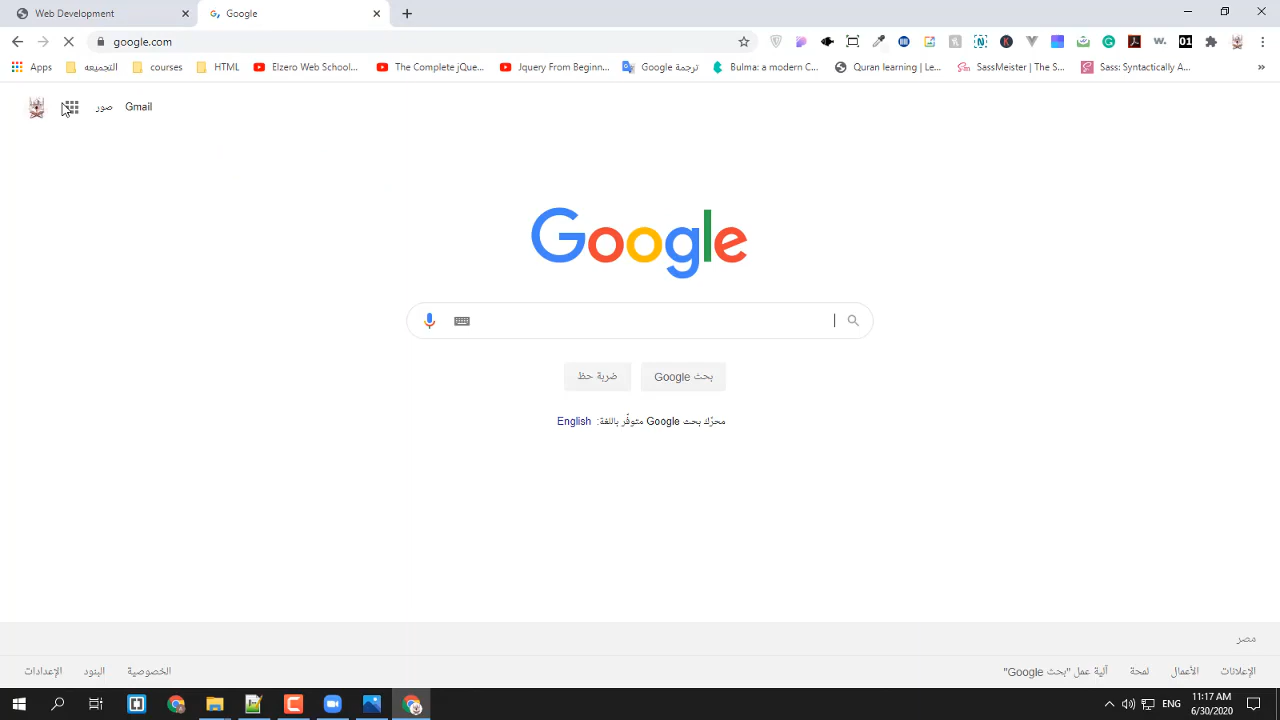 Web Development
Google
google.com
Apps
التجميعه
courses
HTML
Elzero Web School...
The Complete jQue...
Jquery From Beginn...
ترجمة Google
Bulma: a modern C...
Quran learning | Le...
SassMeister | The S...
Sass: Syntactically A...
»
صور
Gmail
Google
بحث Google
ضربة حظ
محرّك بحث Google متوفّر باللغة: English
مصر
الإعلانات
الأعمال
لمحة
آلية عمل "بحث Google"
الخصوصية
البنود
الإعدادات
ENG
11:17 AM
6/30/2020